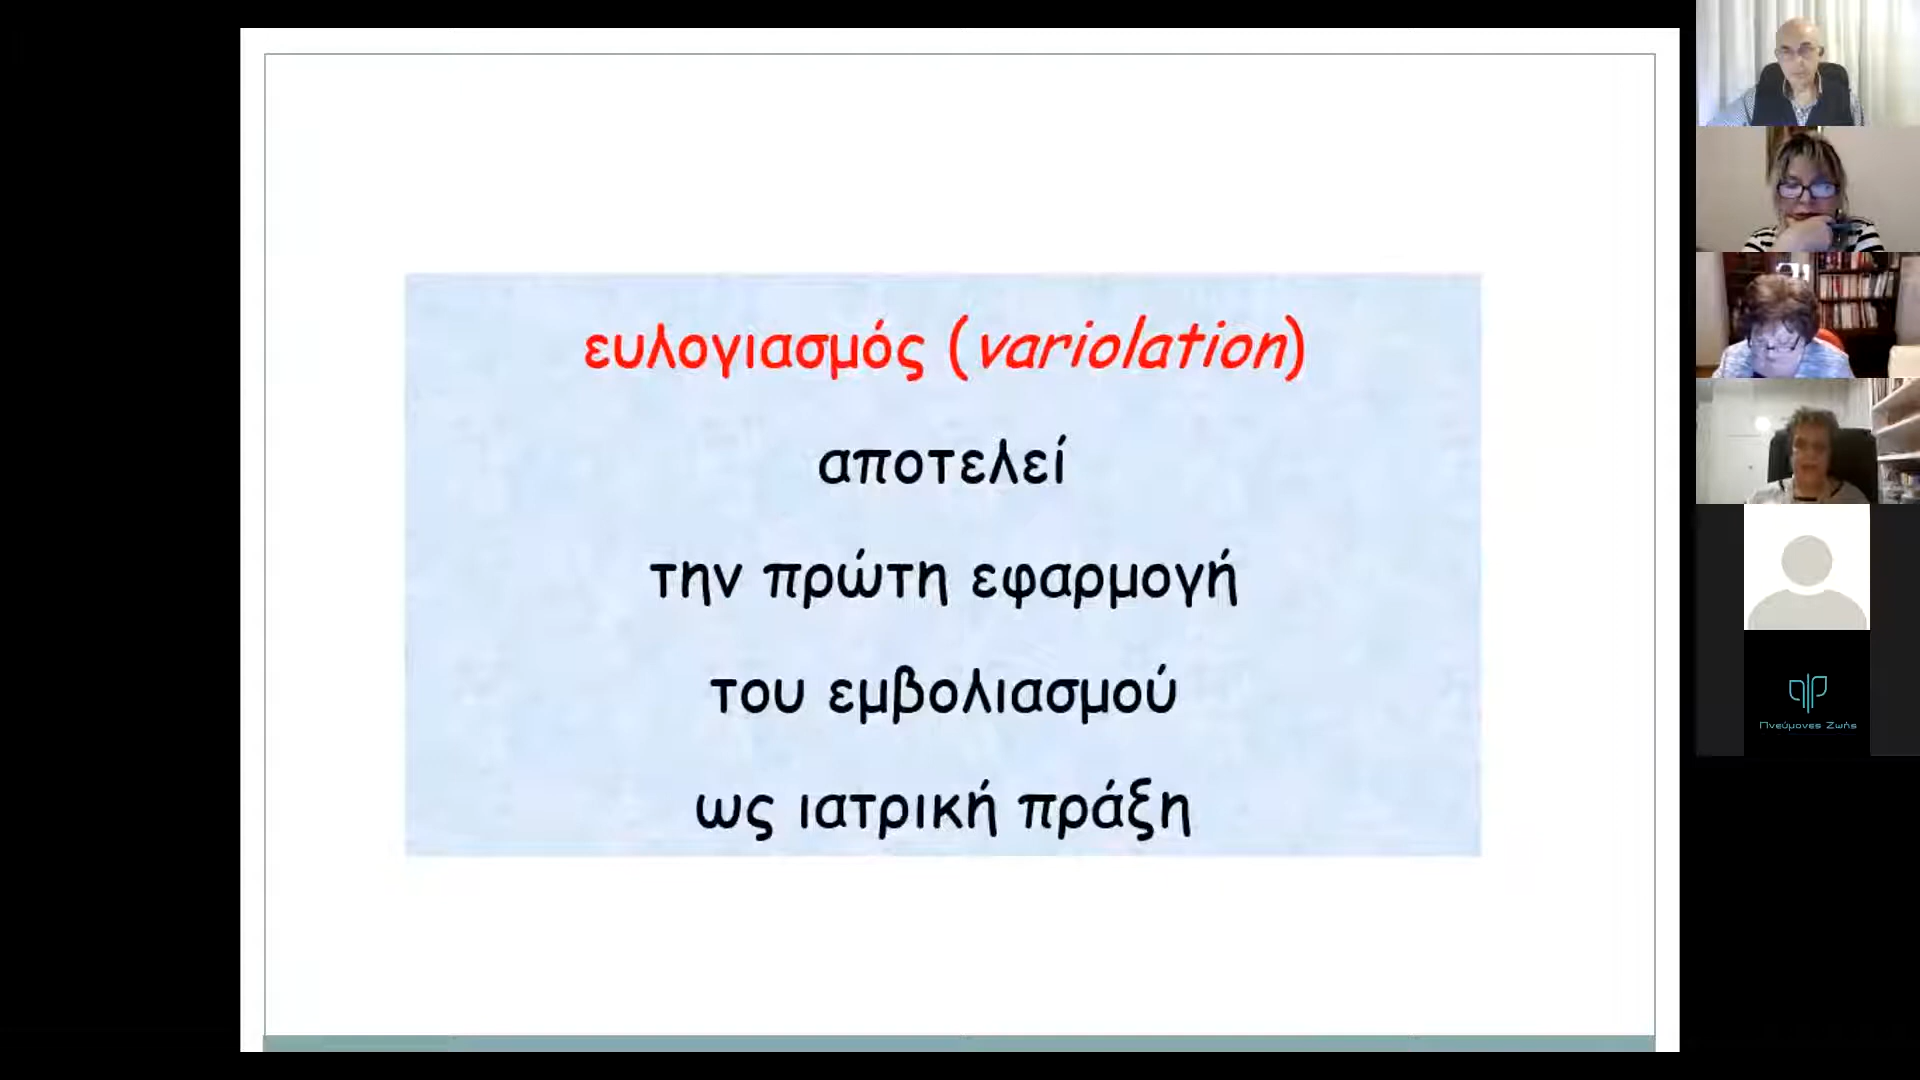 ευλογιασμός (variolation)
αποτελεί
την πρώτη εφαρμογή
του εμβολιασμού
ως ιατρική πράξη
Πνεύμονες Ζωής